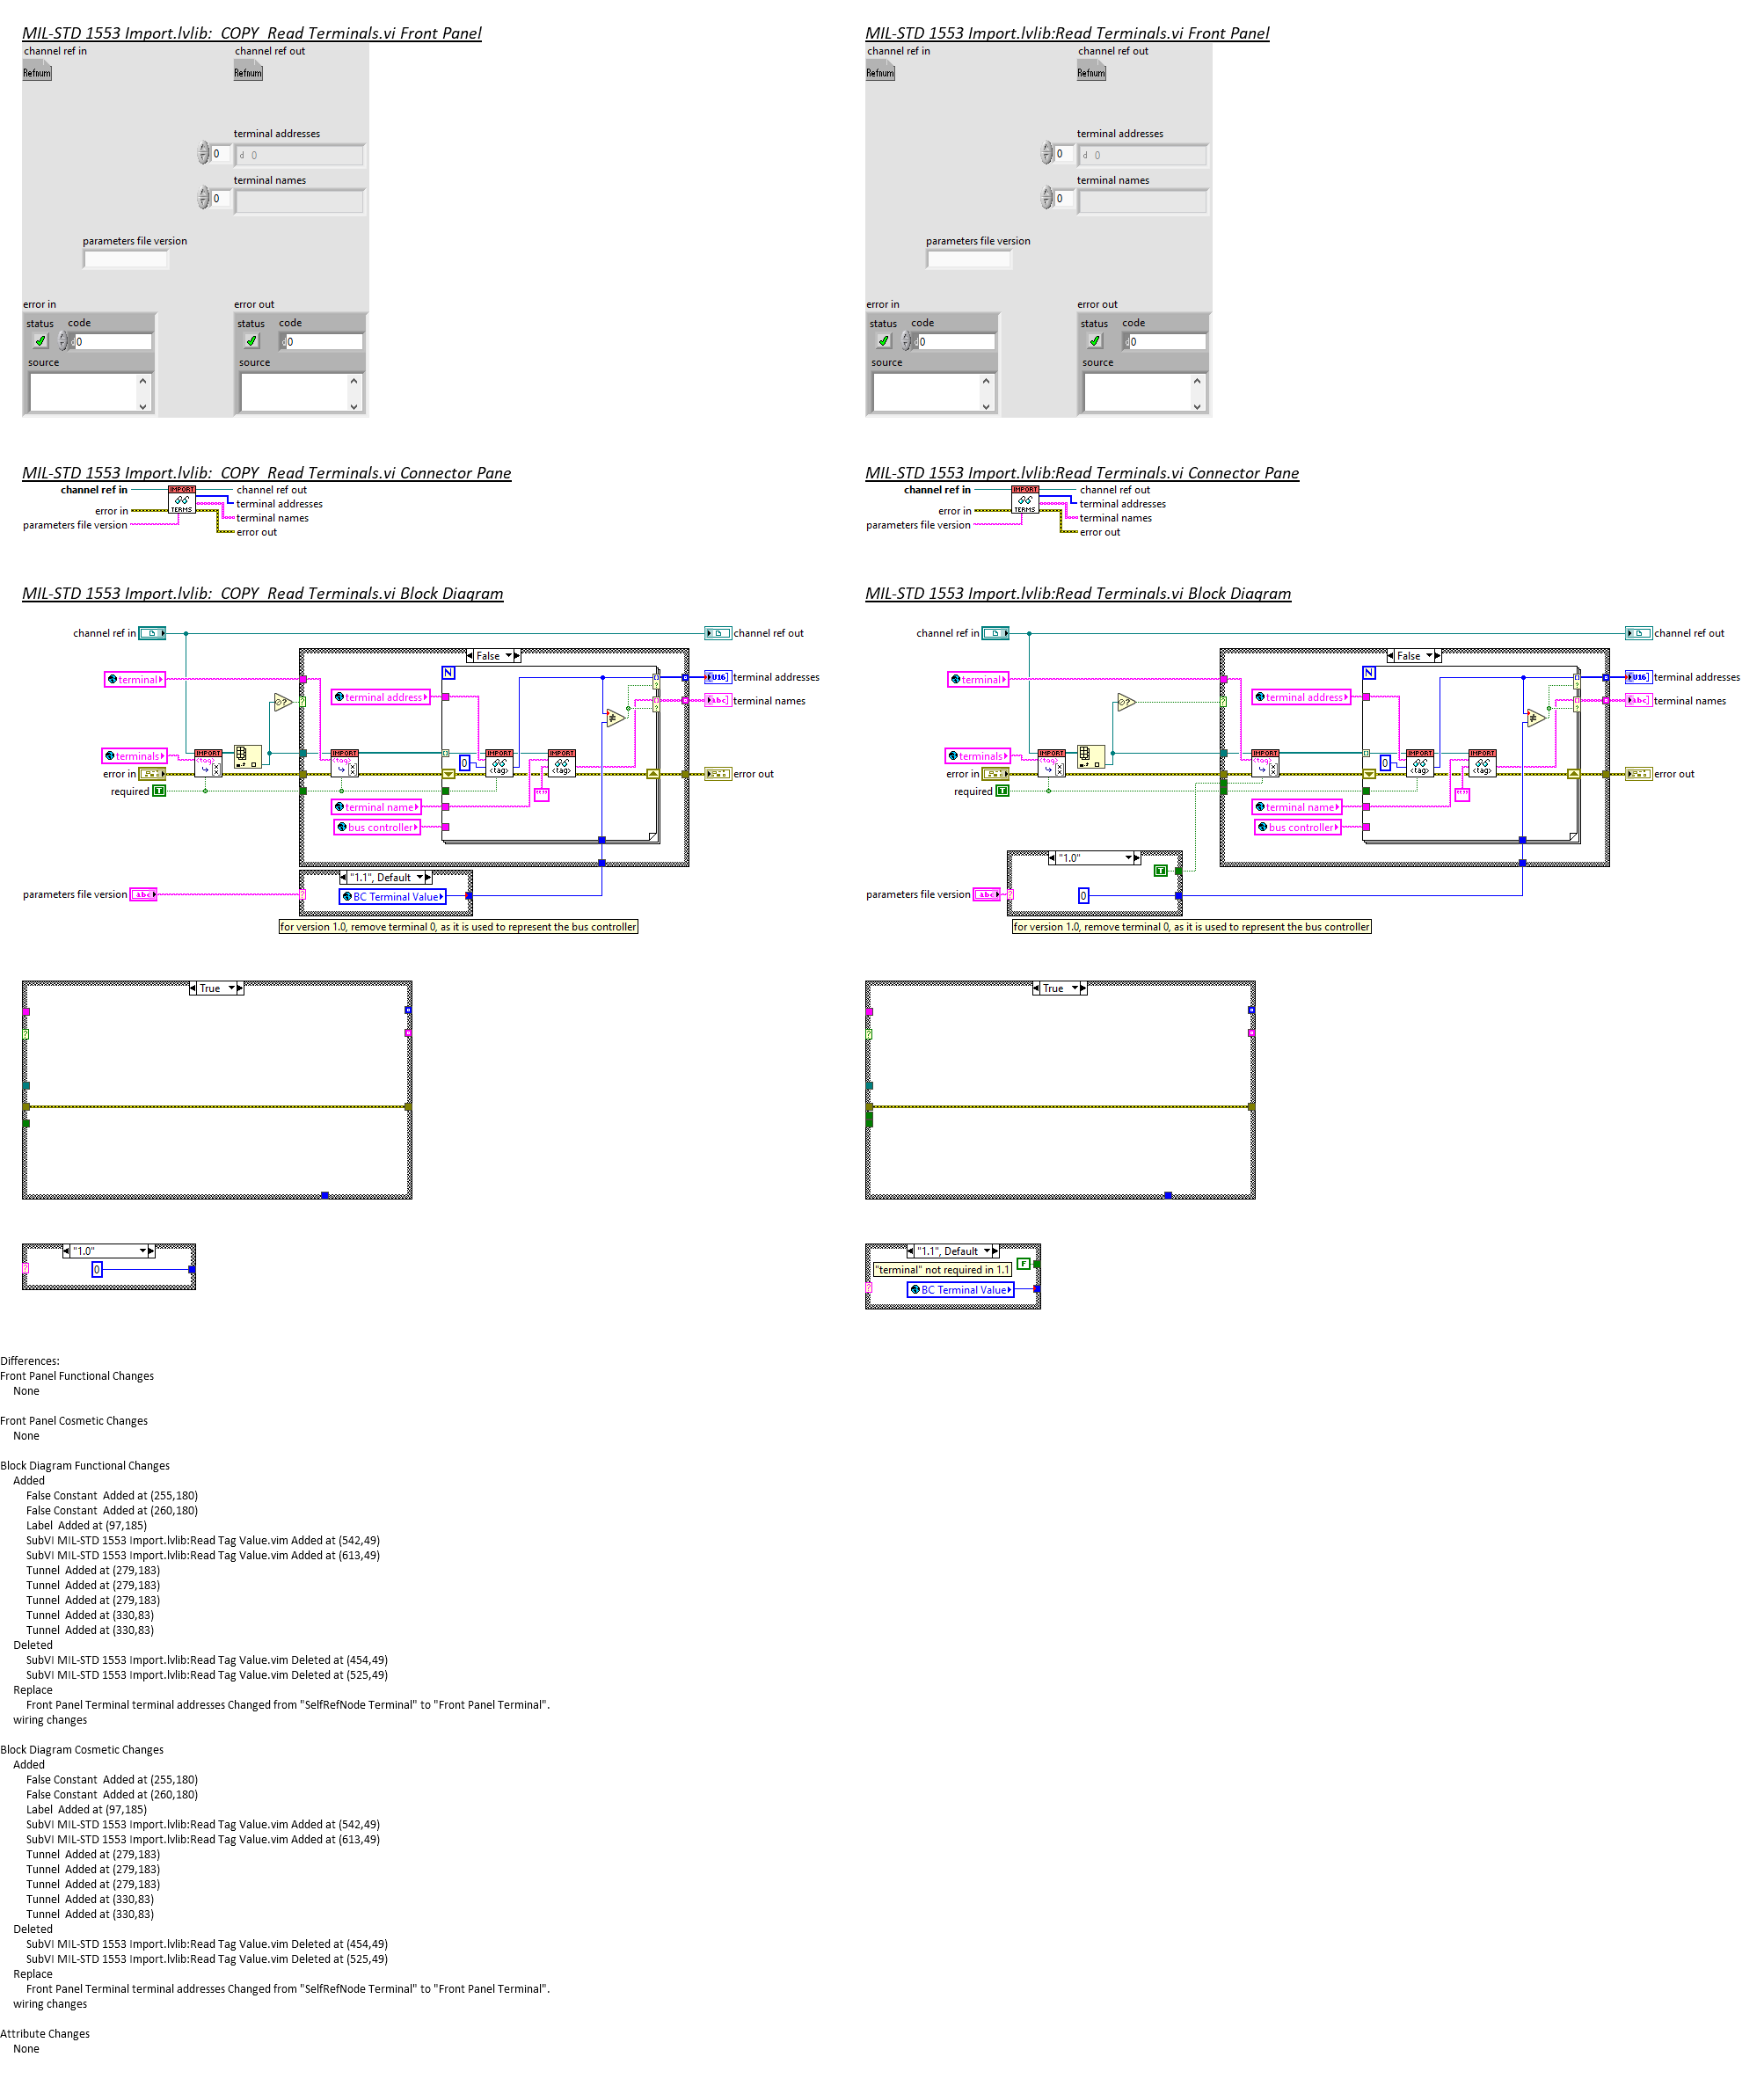 MIL-STD 1553 Import.lvlib:  COPY  Read Terminals.vi Front Panel
channel ref in
channel ref out
Refnum
Refnum
terminal addresses
0
d 0
terminal names
0
parameters file version
error in
error out
status
code
status
code
d 0
d 0
source
source
MIL-STD 1553 Import.lvlib:Read Terminals.vi Front Panel
channel ref in
channel ref out
Refnum
Refnum
terminal addresses
0
d 0
terminal names
0
parameters file version
error in
error out
status
code
status
code
d 0
d 0
source
source
MIL-STD 1553 Import.lvlib:  COPY  Read Terminals.vi Connector Pane
channel ref in
IMPORT
TERMS
channel ref out
terminal addresses
error in
terminal names
parameters file version
error out
MIL-STD 1553 Import.lvlib:Read Terminals.vi Connector Pane
channel ref in
IMPORT
TERMS
channel ref out
terminal addresses
error in
terminal names
parameters file version
error out
MIL-STD 1553 Import.lvlib:  COPY  Read Terminals.vi Block Diagram
channel ref in
channel ref out
False
N
terminal
terminal address
U16
terminal addresses
abc
terminal names
terminals
IMPORT
<tag>
IMPORT
<tag>
IMPORT
<tag>
IMPORT
<tag>
0
error in
error out
required
T
terminal name
bus controller
"1.1", Default
parameters file version
abc
BC Terminal Value
for version 1.0, remove terminal 0, as it is used to represent the bus controller
MIL-STD 1553 Import.lvlib:Read Terminals.vi Block Diagram
channel ref in
channel ref out
False
N
terminal
terminal address
U16
terminal addresses
abc
terminal names
terminals
IMPORT
<tag>
IMPORT
<tag>
IMPORT
<tag>
IMPORT
<tag>
0
error in
error out
required
T
terminal name
bus controller
"1.0"
T
parameters file version
abc
0
for version 1.0, remove terminal 0, as it is used to represent the bus controller
True
True
"1.0"
0
"1.1", Default
"terminal" not required in 1.1
F
BC Terminal Value
Differences:
Front Panel Functional Changes
None
Front Panel Cosmetic Changes
None
Block Diagram Functional Changes
Added
False Constant  Added at (255,180)
False Constant  Added at (260,180)
Label  Added at (97,185)
SubVI MIL-STD 1553 Import.lvlib:Read Tag Value.vim Added at (542,49)
SubVI MIL-STD 1553 Import.lvlib:Read Tag Value.vim Added at (613,49)
Tunnel  Added at (279,183)
Tunnel  Added at (279,183)
Tunnel  Added at (279,183)
Tunnel  Added at (330,83)
Tunnel  Added at (330,83)
Deleted
SubVI MIL-STD 1553 Import.lvlib:Read Tag Value.vim Deleted at (454,49)
SubVI MIL-STD 1553 Import.lvlib:Read Tag Value.vim Deleted at (525,49)
Replace
Front Panel Terminal terminal addresses Changed from "SelfRefNode Terminal" to "Front Panel Terminal".
wiring changes
Block Diagram Cosmetic Changes
Added
False Constant  Added at (255,180)
False Constant  Added at (260,180)
Label  Added at (97,185)
SubVI MIL-STD 1553 Import.lvlib:Read Tag Value.vim Added at (542,49)
SubVI MIL-STD 1553 Import.lvlib:Read Tag Value.vim Added at (613,49)
Tunnel  Added at (279,183)
Tunnel  Added at (279,183)
Tunnel  Added at (279,183)
Tunnel  Added at (330,83)
Tunnel  Added at (330,83)
Deleted
SubVI MIL-STD 1553 Import.lvlib:Read Tag Value.vim Deleted at (454,49)
SubVI MIL-STD 1553 Import.lvlib:Read Tag Value.vim Deleted at (525,49)
Replace
Front Panel Terminal terminal addresses Changed from "SelfRefNode Terminal" to "Front Panel Terminal".
wiring changes
Attribute Changes
None